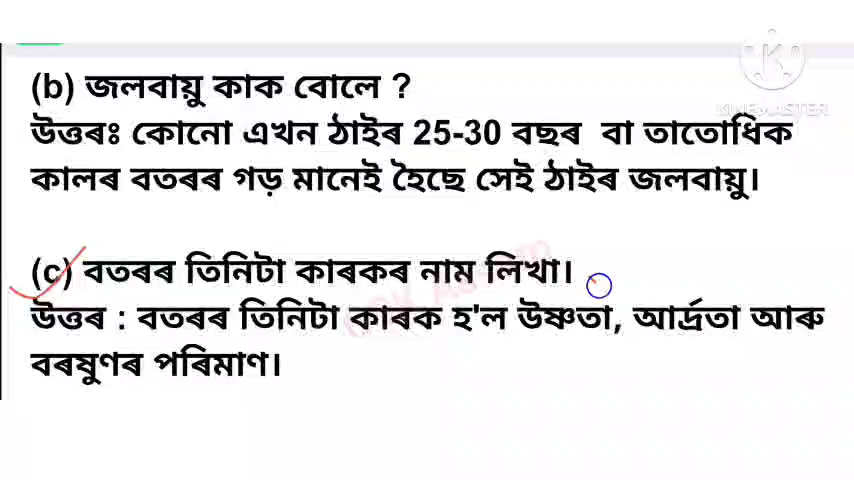 KINEMASTER
(b) জলবায়ু কাক বোলে ?
উত্তৰঃ কোনো এখন ঠাইৰ 25-30 বছৰ বা তাতোধিক
কালৰ বতৰৰ গড় মানেই হৈছে সেই ঠাইৰ জলবায়ু।
(c) বতৰৰ তিনিটা কাৰকৰ নাম লিখা।
উত্তৰ : বতৰৰ তিনিটা কাৰক হ'ল উষ্ণতা, আৰ্দ্ৰতা আৰু
বৰষুণৰ পৰিমাণ।